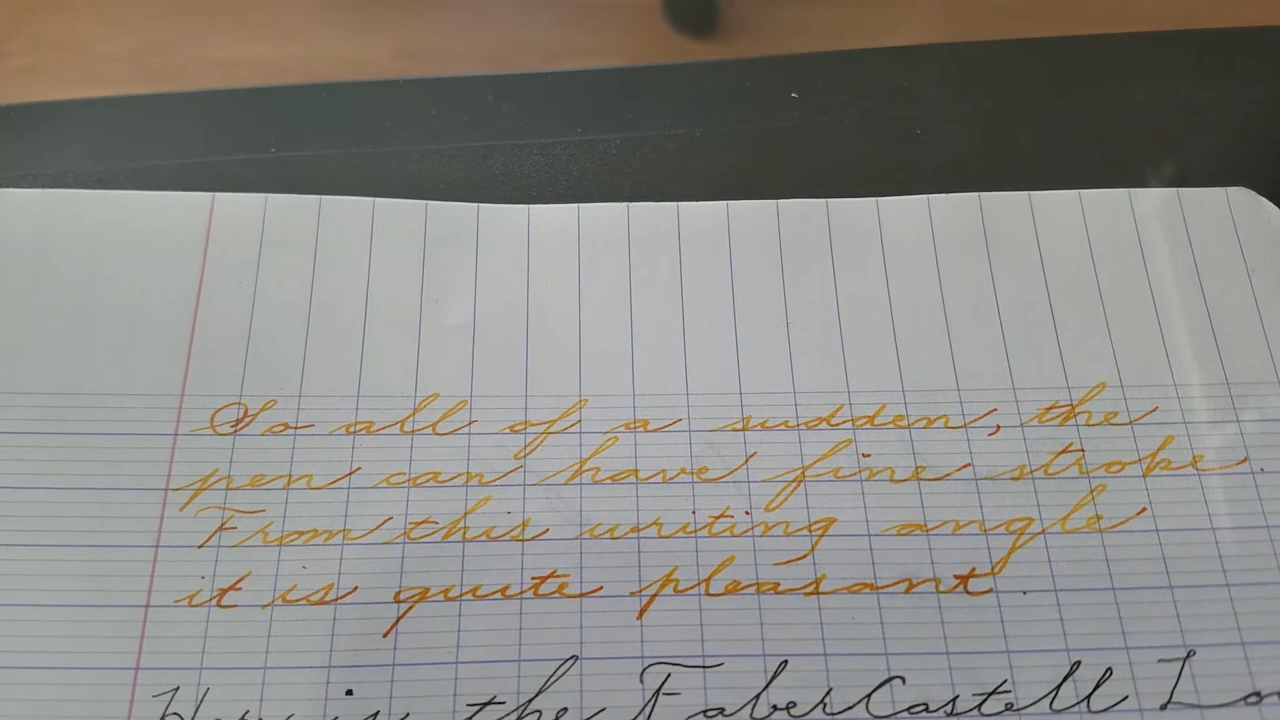 So all of a sudden, the
pen can have fine stroke.
From this writing angle
it is quite pleasant.
is the FaberCastell